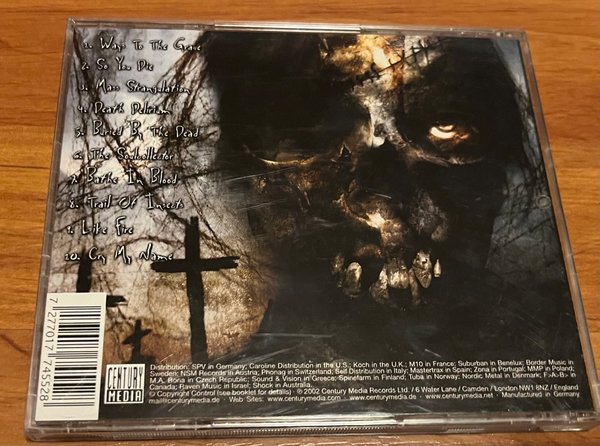 1. Ways To The Grave
2. So You Die
3. Mass Strangulation
4. Death Delirium
5. Buried By The Dead
6. The Soulcollector
7. Bathe In Blood
8. Trail Of Insects
9. Like Fire
10. Cry My Name
7 27701 74552 8
CENTURY
MEDIA
Distribution, SPV in Germany; Caroline Distribution in the U.S.; Koch in the U.K.; M10 in France; Suburban in Benelux; Border Music in
Sweden; NSM Records in Austria; Phonag in Switzerland; Self Distribution in Italy; Mastertrax in Spain; Zona in Portugal; MMP in Poland;
M.A. Rona in Czech Republic; Sound & Vision in Greece; Spinefarm in Finland; Tuba in Norway; Nordic Metal in Denmark; F>A<B> in
Canada; Raven Music in Israel; Shock in Australia.
© Copyright Control (see booklet for details) · © 2002 Century Media Records Ltd. / 6 Water Lane / Camden / London NW1 8NZ / England
mail@centurymedia.com · Web Sites: www.centurymedia.com · www.centurymedia.net · Manufactured in Germany